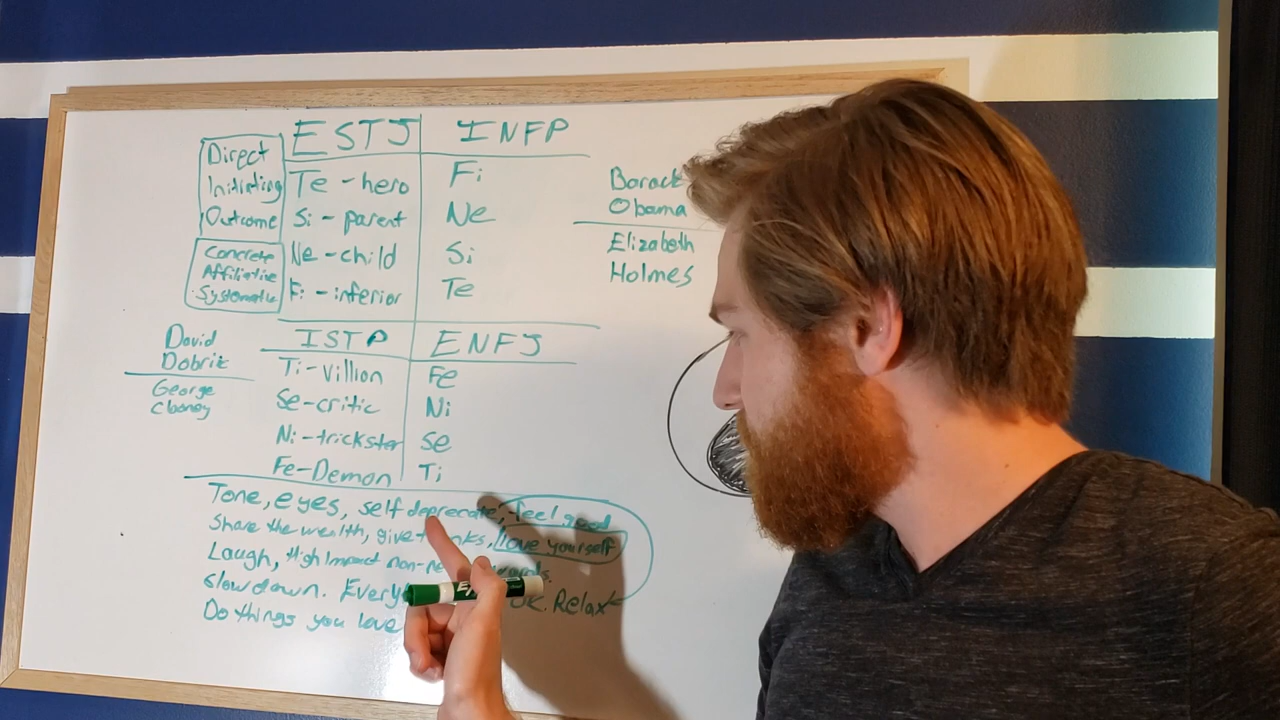 ESTJ INFP
Direct
Initiating
Outcome
Concrete
Affiliative
Systematic
Te - hero Fi
Si - parent Ne
Ne - child Si
Fi - inferior Te
Barack
Obama
Elizabeth
Holmes
David
Dobrik
George
Clooney
ISTP ENFJ
Ti - villion Fe
Se - critic Ni
Ni - trickster Se
Fe - Demon Ti
Tone, eyes, self deprecate, feel good
Share the wealth, give love yourself
Laugh, High Impact
slow down. OK. Relax
Do things you love